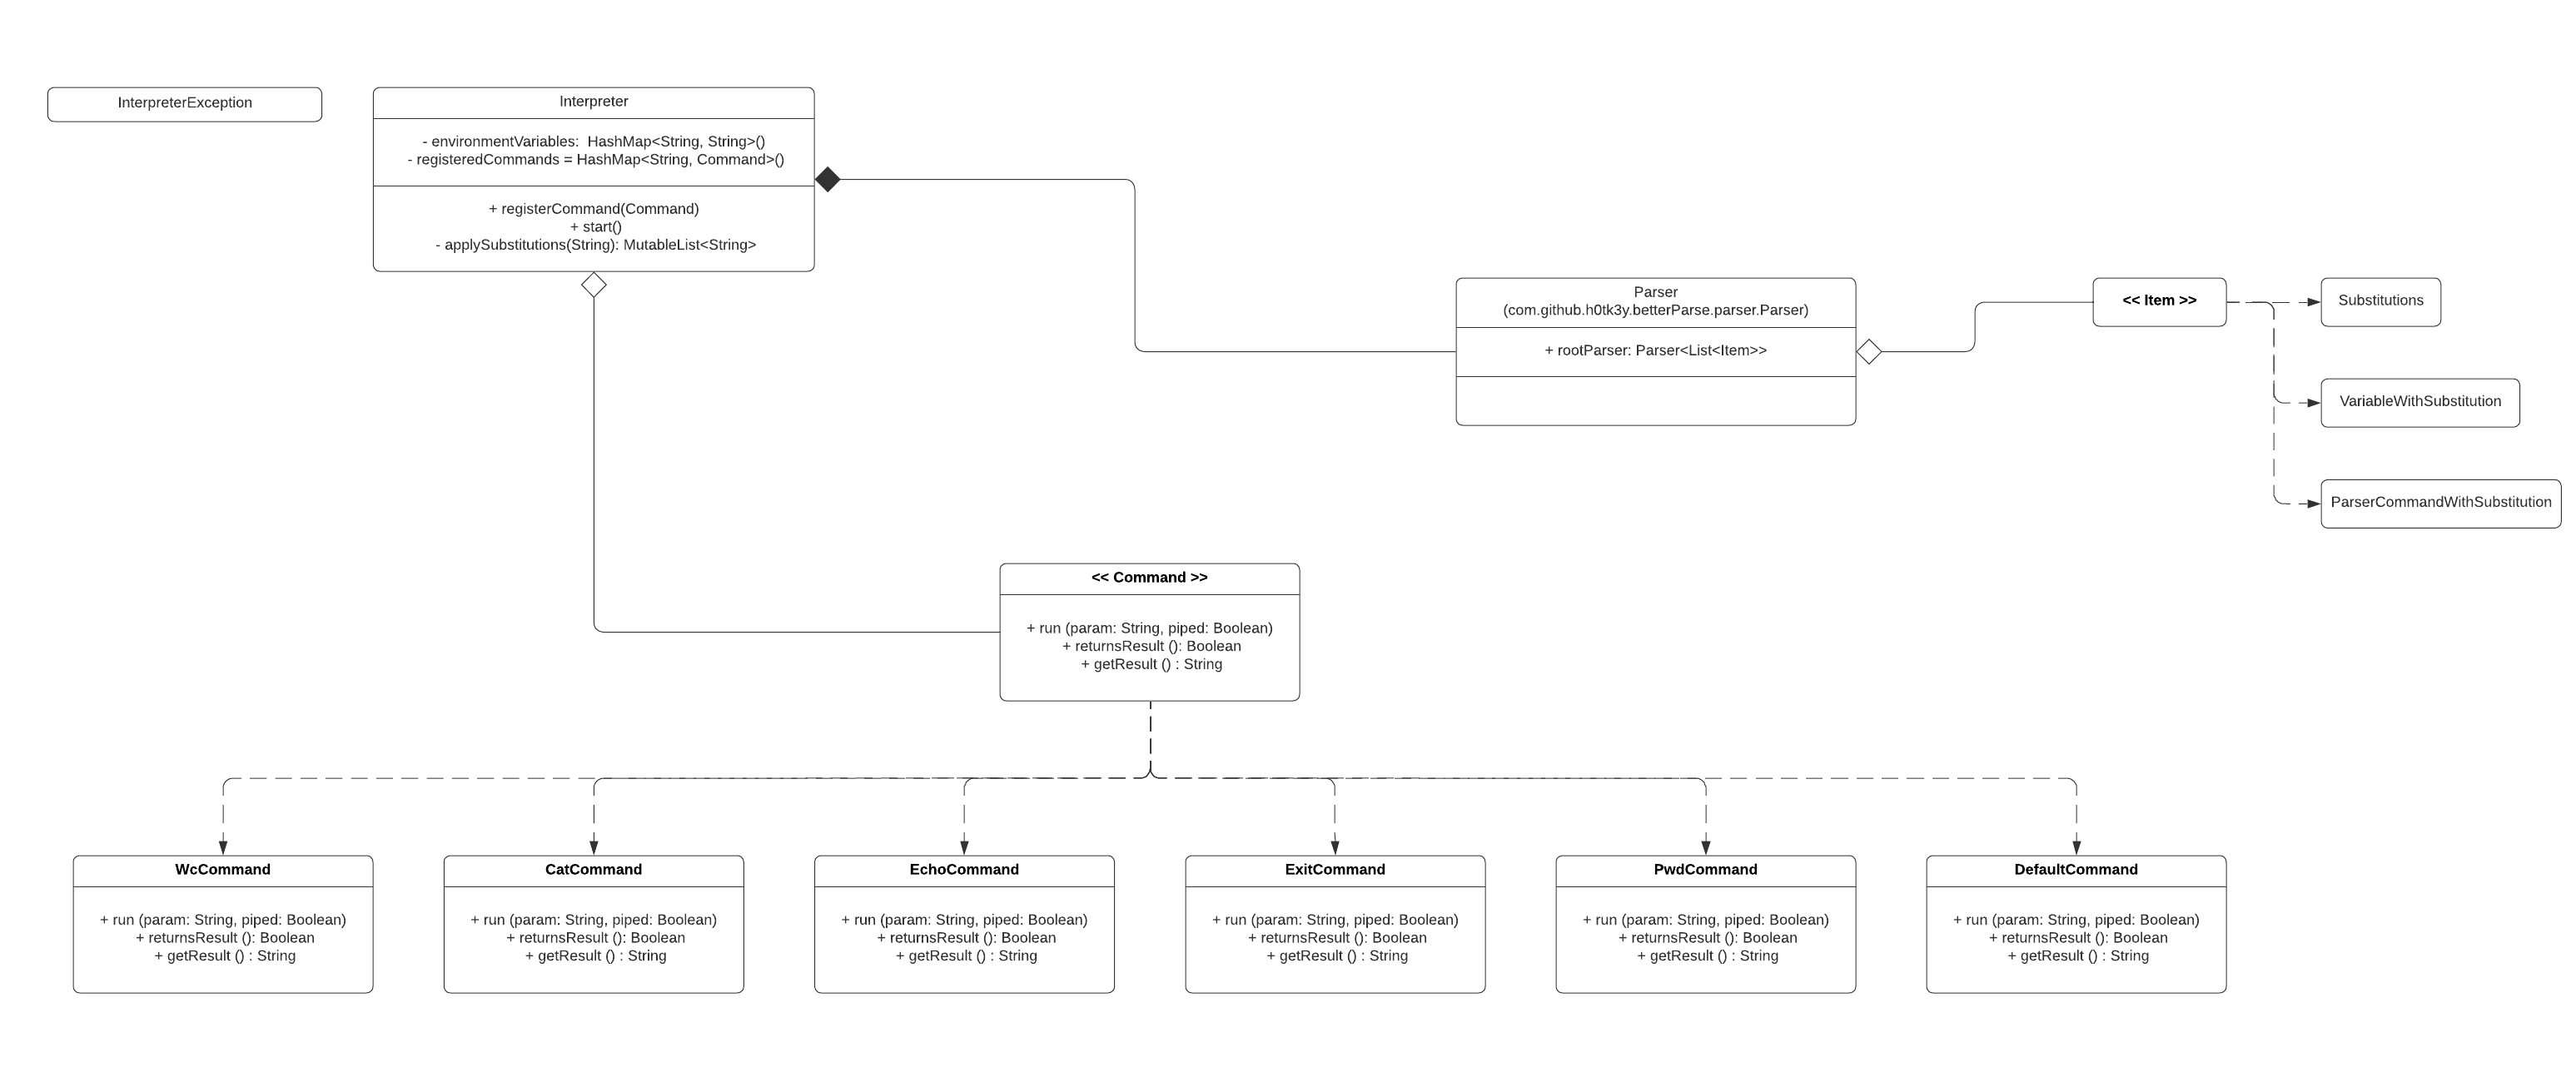 InterpreterException
Interpreter
- environmentVariables:  HashMap<String, String>()
- registeredCommands = HashMap<String, Command>()
+ registerCommand(Command)
+ start()
- applySubstitutions(String): MutableList<String>
Parser
(com.github.h0tk3y.betterParse.parser.Parser)
+ rootParser: Parser<List<Item>>
<< Item >>
Substitutions
VariableWithSubstitution
ParserCommandWithSubstitution
<< Command >>
+ run (param: String, piped: Boolean)
+ returnsResult (): Boolean
+ getResult () : String
WcCommand
+ run (param: String, piped: Boolean)
+ returnsResult (): Boolean
+ getResult () : String
CatCommand
+ run (param: String, piped: Boolean)
+ returnsResult (): Boolean
+ getResult () : String
EchoCommand
+ run (param: String, piped: Boolean)
+ returnsResult (): Boolean
+ getResult () : String
ExitCommand
+ run (param: String, piped: Boolean)
+ returnsResult (): Boolean
+ getResult () : String
PwdCommand
+ run (param: String, piped: Boolean)
+ returnsResult (): Boolean
+ getResult () : String
DefaultCommand
+ run (param: String, piped: Boolean)
+ returnsResult (): Boolean
+ getResult () : String